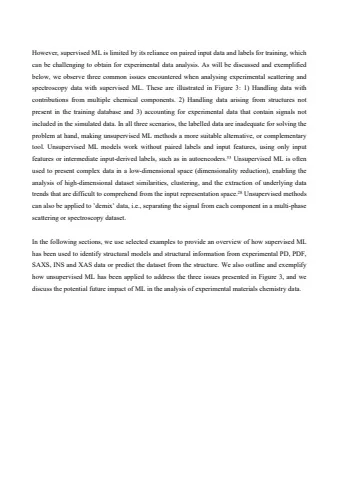 However, supervised ML is limited by its reliance on paired input data and labels for training, which
can be challenging to obtain for experimental data analysis. As will be discussed and exemplified
below, we observe three common issues encountered when analysing experimental scattering and
spectroscopy data with supervised ML. These are illustrated in Figure 3: 1) Handling data with
contributions from multiple chemical components. 2) Handling data arising from structures not
present in the training database and 3) accounting for experimental data that contain signals not
included in the simulated data. In all three scenarios, the labelled data are inadequate for solving the
problem at hand, making unsupervised ML methods a more suitable alternative, or complementary
tool. Unsupervised ML models work without paired labels and input features, using only input
features or intermediate input-derived labels, such as in autoencoders. Unsupervised ML is often
used to present complex data in a low-dimensional space (dimensionality reduction), enabling the
analysis of high-dimensional dataset similarities, clustering, and the extraction of underlying data
trends that are difficult to comprehend from the input representation space. Unsupervised methods
can also be applied to 'demix' data, i.e., separating the signal from each component in a multi-phase
scattering or spectroscopy dataset.
In the following sections, we use selected examples to provide an overview of how supervised ML
has been used to identify structural models and structural information from experimental PD, PDF,
SAXS, INS and XAS data or predict the dataset from the structure. We also outline and exemplify
how unsupervised ML has been applied to address the three issues presented in Figure 3, and we
discuss the potential future impact of ML in the analysis of experimental materials chemistry data.